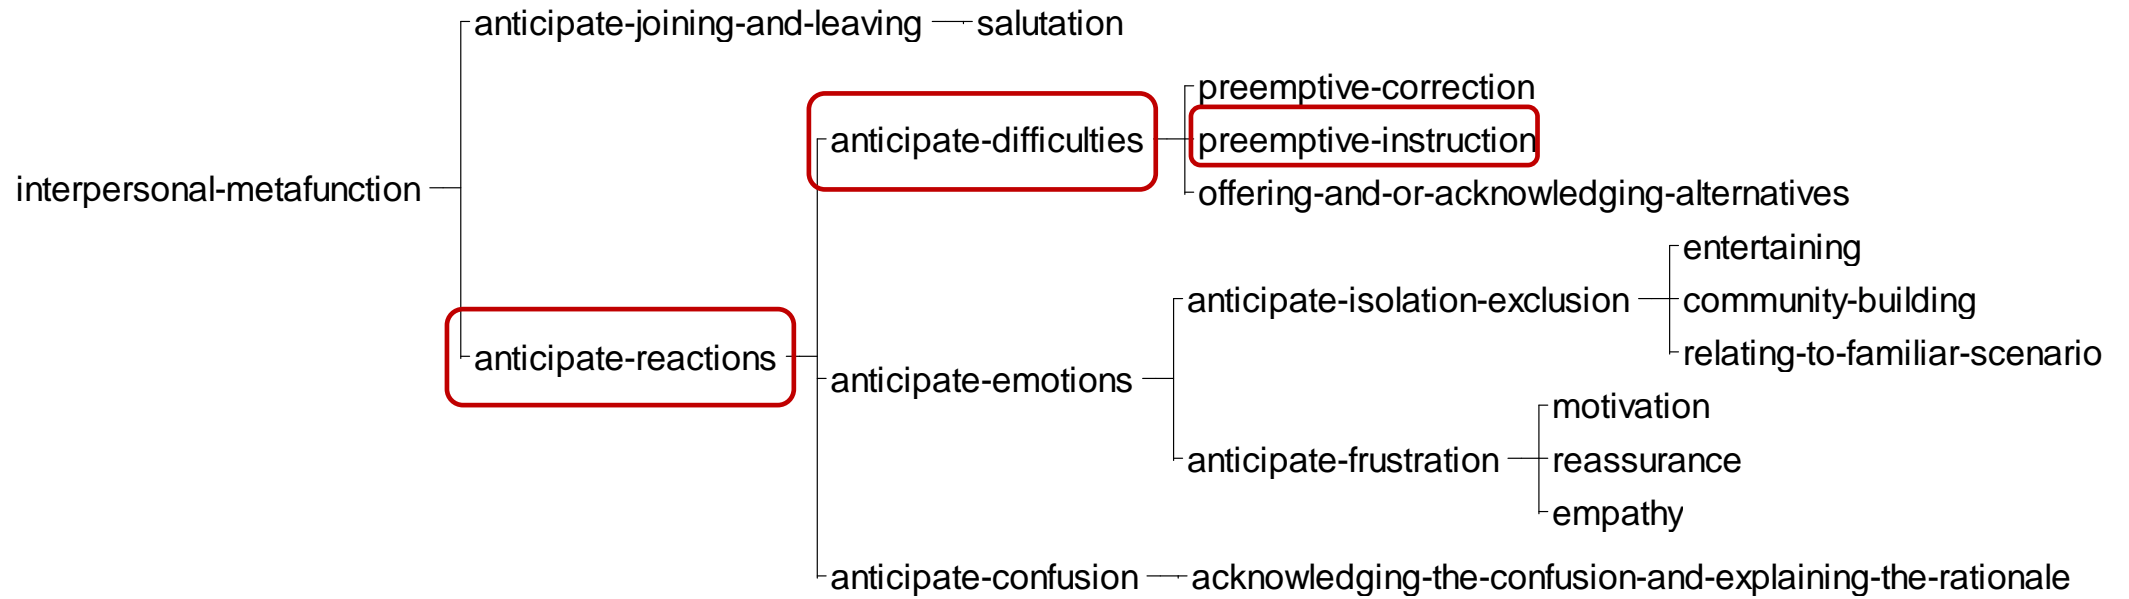 anticipate-joining-and-leaving
salutation
preemptive-correction
anticipate-difficulties
preemptive-instruction
interpersonal-metafunction
offering-and-or-acknowledging-alternatives
entertaining
anticipate-isolation-exclusion
community-building
anticipate-reactions
relating-to-familiar-scenario
anticipate-emotions
motivation
anticipate-frustration
reassurance
empathy
anticipate-confusion
acknowledging-the-confusion-and-explaining-the-rationale